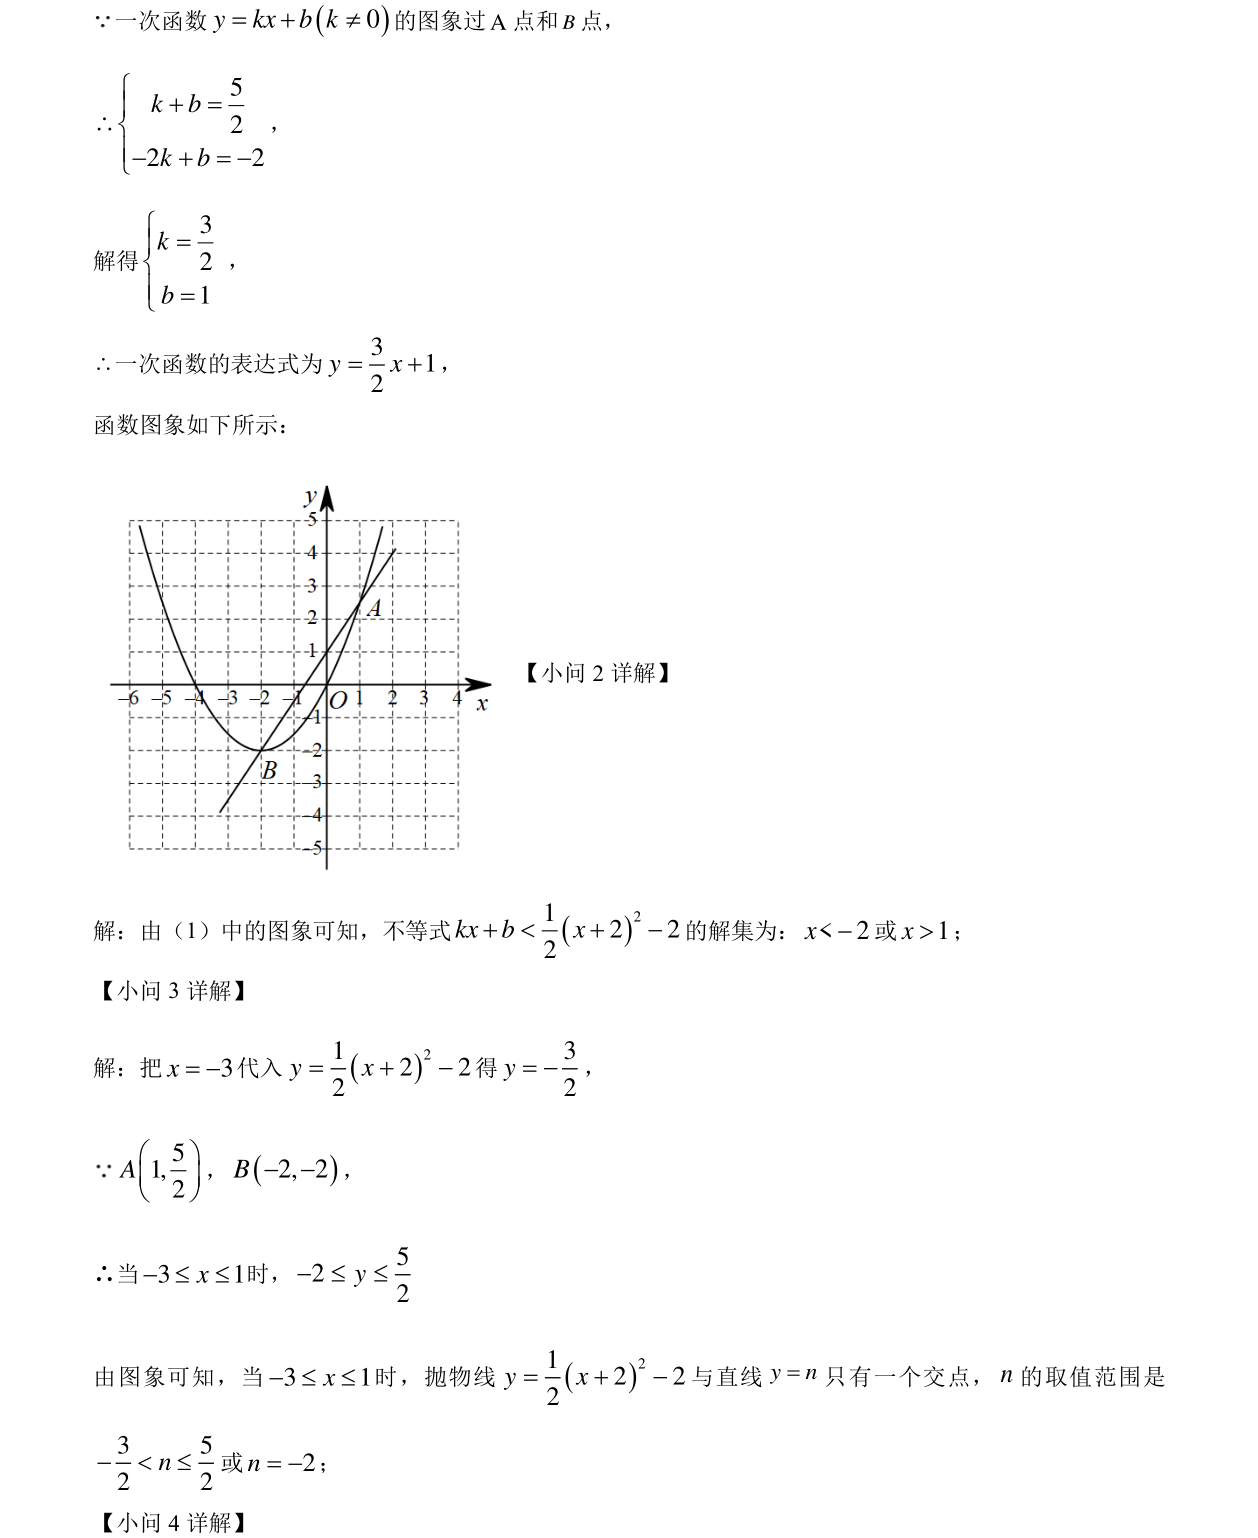 ∵一次函数 y = kx + b(k ≠ 0) 的图象过 A 点和 B 点，
∴{ k + b = 5/2
−2k + b = −2 ，
解得{ k = 3/2
b = 1 ，
∴一次函数的表达式为 y = 3/2 x + 1，
函数图象如下所示：
y
5
4
3
A
2
1
【小问 2 详解】
−6 −5 −4 −3 −2 −1 O 1 2 3 4 x
−1
−2
B
−3
−4
−5
解：由（1）中的图象可知，不等式 kx + b < 1/2 (x + 2)² − 2 的解集为：x < −2 或 x > 1；
【小问 3 详解】
解：把 x = −3 代入 y = 1/2 (x + 2)² − 2 得 y = − 3/2，
∵ A(1, 5/2)，B(−2, −2)，
∴当 −3 ≤ x ≤ 1 时，−2 ≤ y ≤ 5/2
由图象可知，当 −3 ≤ x ≤ 1 时，抛物线 y = 1/2 (x + 2)² − 2 与直线 y = n 只有一个交点，n 的取值范围是
− 3/2 < n ≤ 5/2 或 n = −2；
【小问 4 详解】